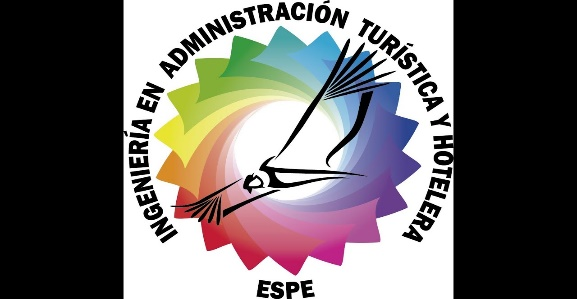 INGENIERÍA EN ADMINISTRACIÓN TURÍSTICA Y HOTELERA
ESPE